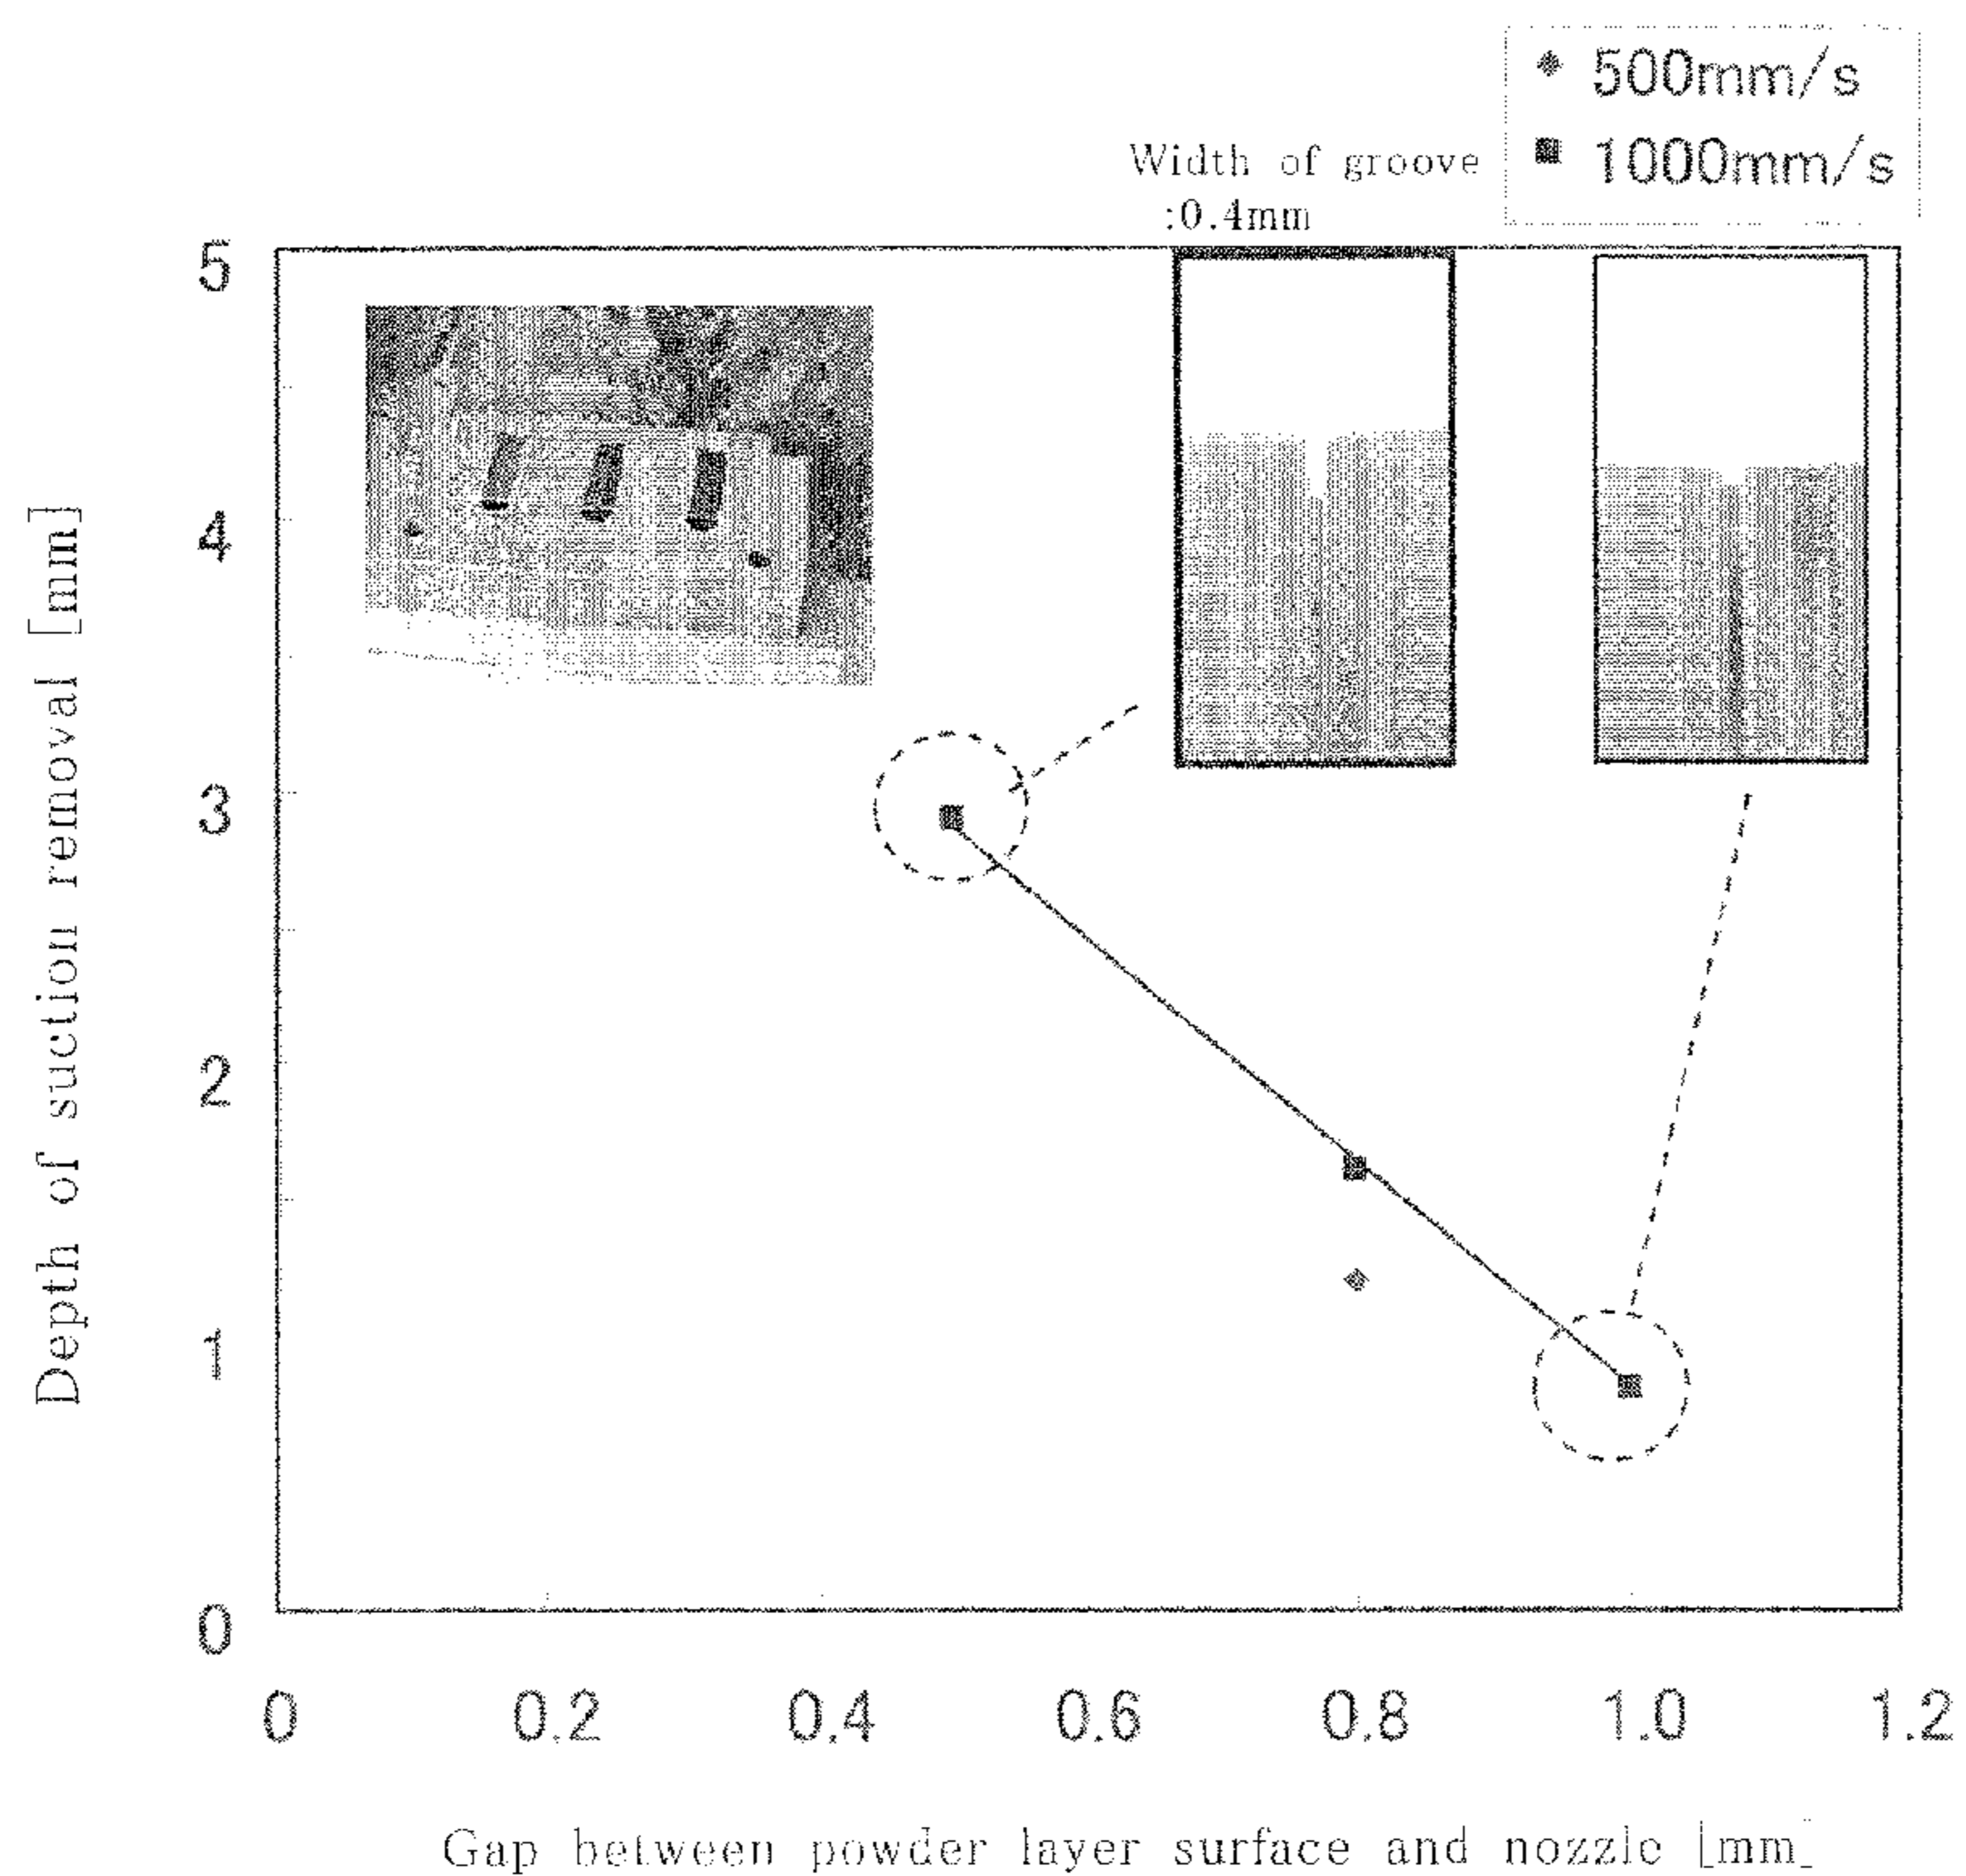 500mm/s
1000mm/s
Width of groove
:0.4mm
Depth of suction removal [mm]
5
4
3
2
1
0
0 0.2 0.4 0.6 0.8 1.0 1.2
Gap between powder layer surface and nozzle [mm]